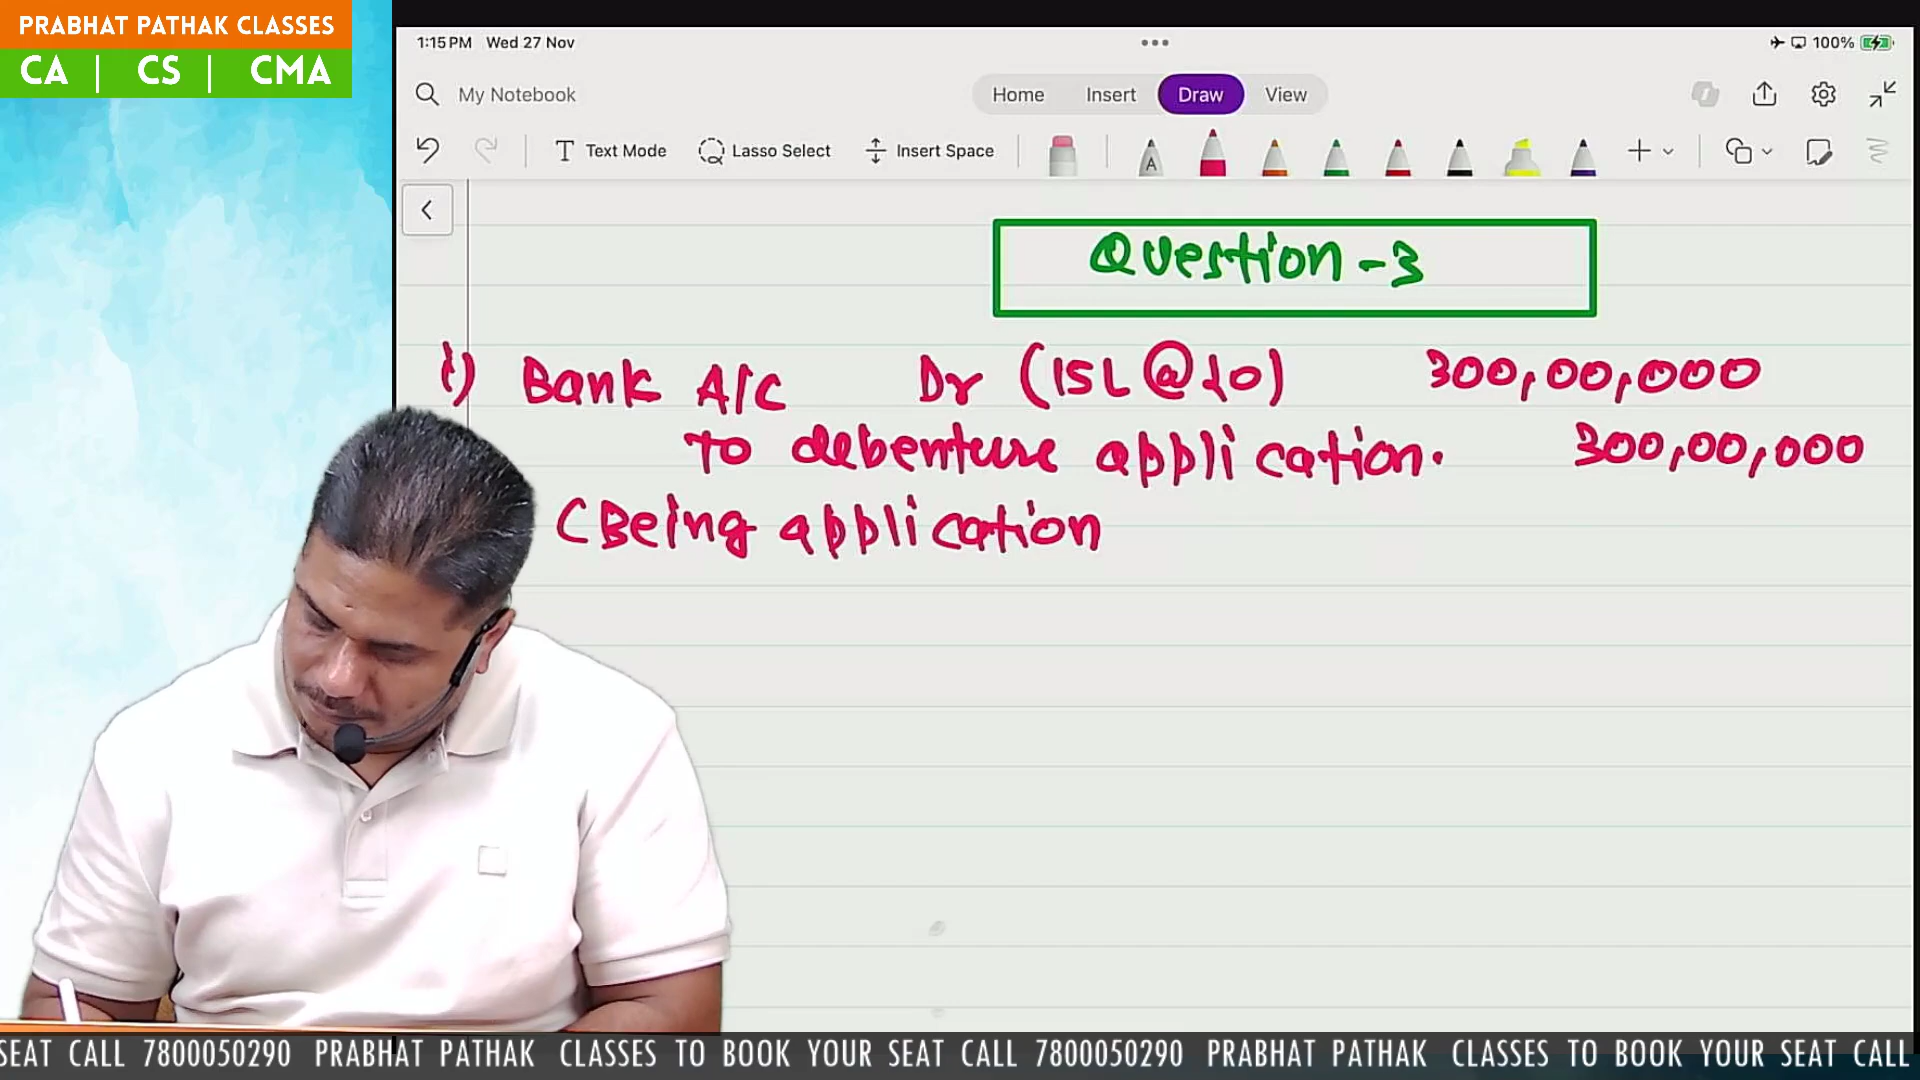 PRABHAT PATHAK CLASSES
CA | CS | CMA
1:15 PM Wed 27 Nov
100%
My Notebook
Home Insert Draw View
Text Mode Lasso Select Insert Space
A
Question - 3
1) Bank A/C Dr (15L @ 20) 300,00,000
To debenture application. 300,00,000
(Being application
SEAT CALL 7800050290 PRABHAT PATHAK CLASSES TO BOOK YOUR SEAT CALL 7800050290 PRABHAT PATHAK CLASSES TO BOOK YOUR SEAT CALL